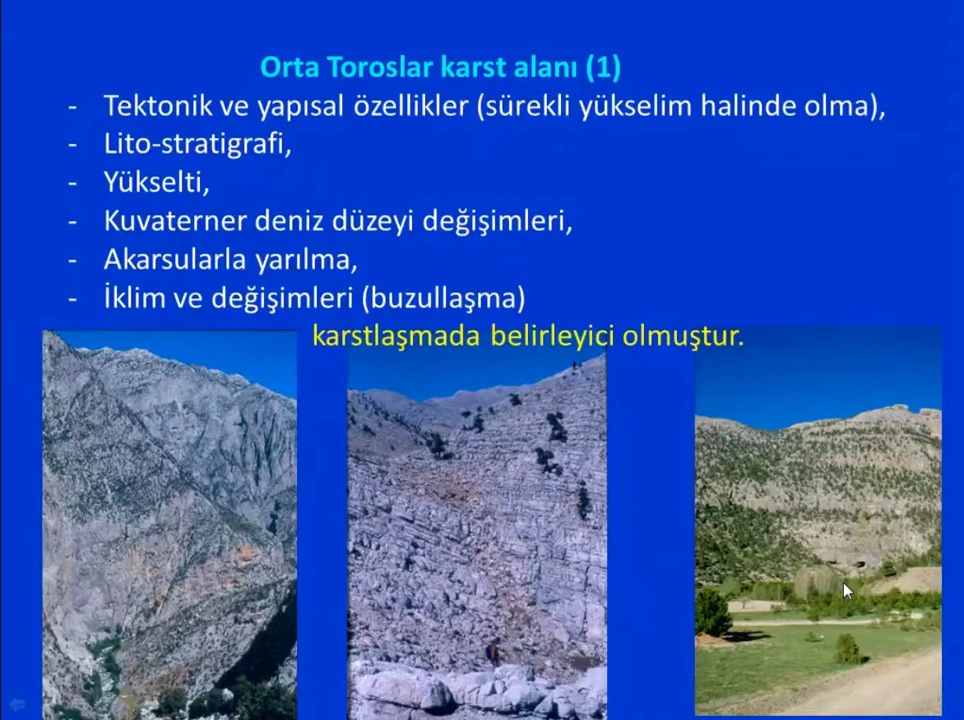 Orta Toroslar karst alanı (1)
- Tektonik ve yapısal özellikler (sürekli yükselim halinde olma),
- Lito-stratigrafi,
- Yükselti,
- Kuvaterner deniz düzeyi değişimleri,
- Akarsularla yarılma,
- İklim ve değişimleri (buzullaşma)
karstlaşmada belirleyici olmuştur.